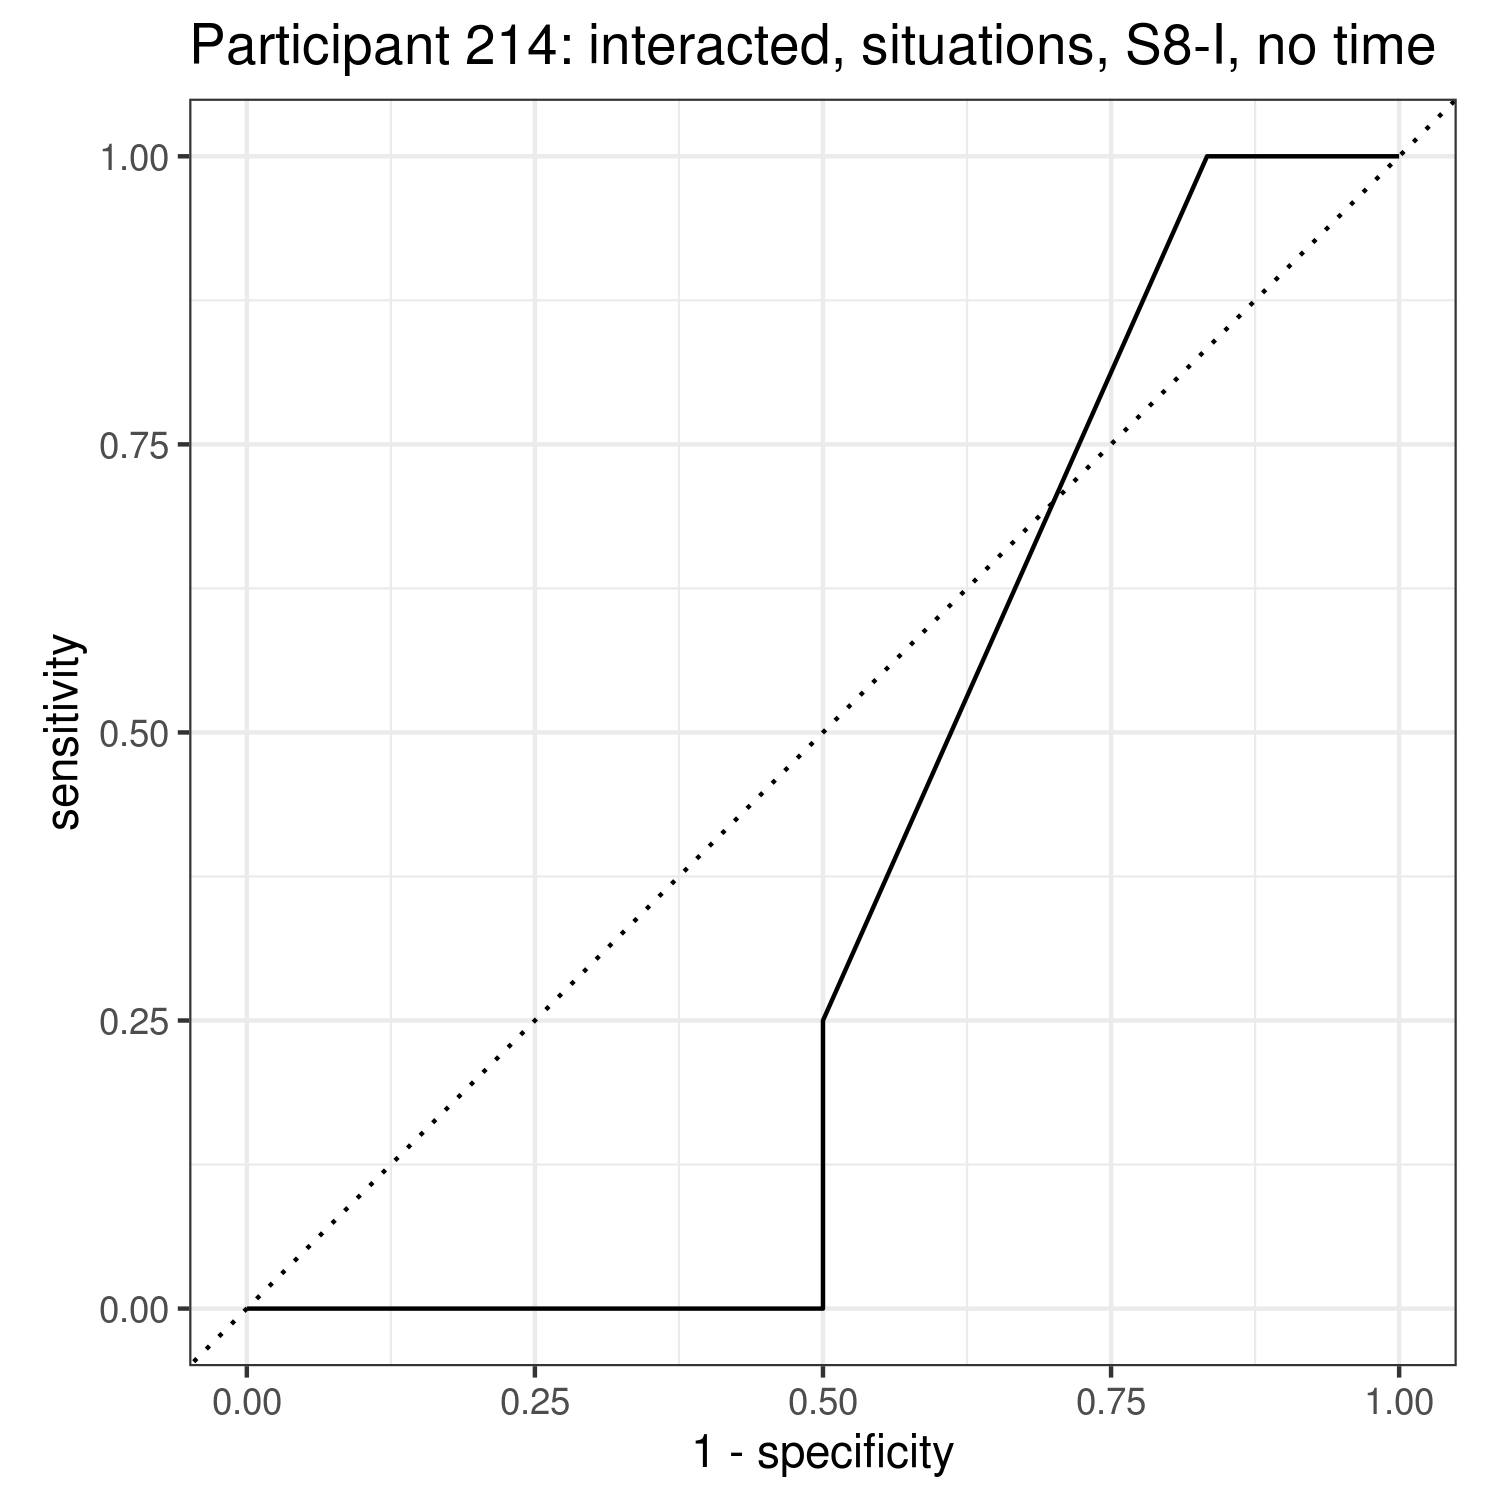 Participant 214: interacted, situations, S8-I, no time
1.00
0.75
0.50
0.25
0.00
sensitivity
0.00 0.25 0.50 0.75 1.00
1 - specificity